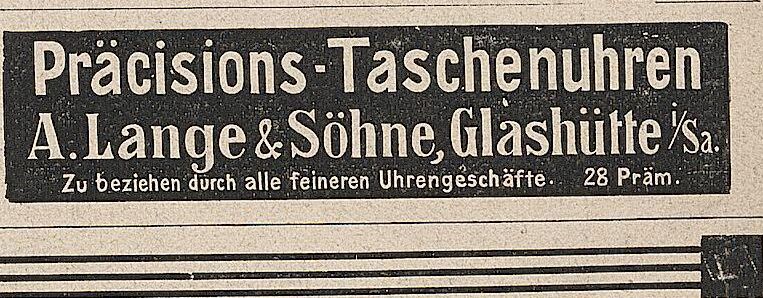 Präcisions-Taschenuhren
A. Lange & Söhne, Glashütte i/Sa.
Zu beziehen durch alle feineren Uhrengeschäfte. 28 Präm.